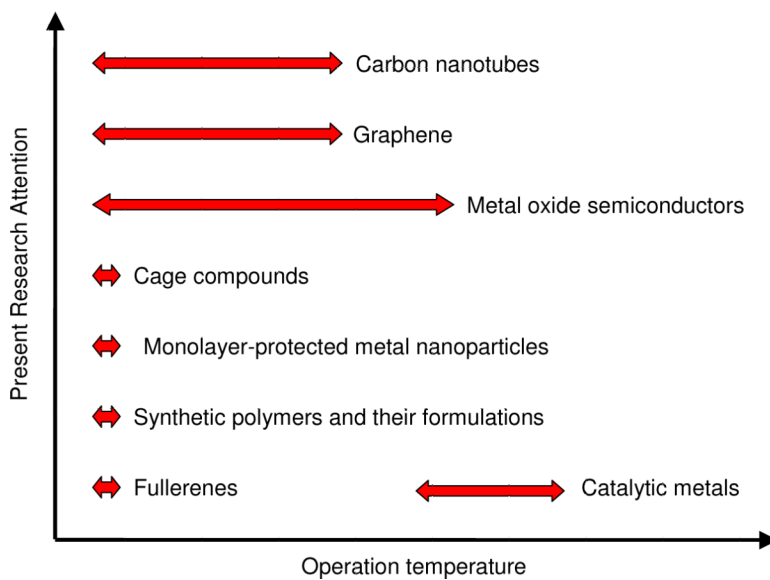 Present Research Attention
Carbon nanotubes
Graphene
Metal oxide semiconductors
Cage compounds
Monolayer-protected metal nanoparticles
Synthetic polymers and their formulations
Fullerenes
Catalytic metals
Operation temperature